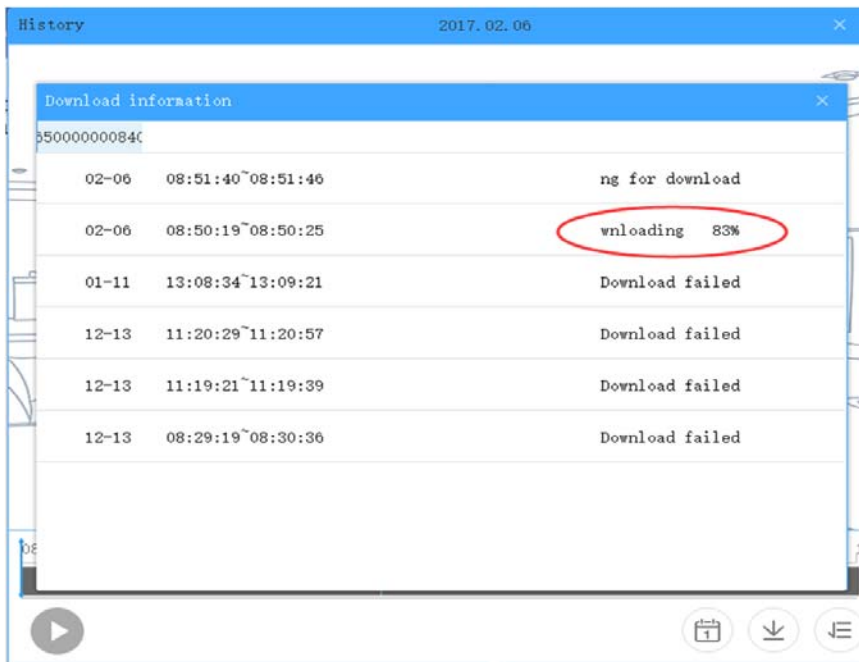 History 2017.02.06
Download information
6500000000840
02-06 08:51:40~08:51:46 ng for download
02-06 08:50:19~08:50:25 wnloading 83%
01-11 13:08:34~13:09:21 Download failed
12-13 11:20:29~11:20:57 Download failed
12-13 11:19:21~11:19:39 Download failed
12-13 08:29:19~08:30:36 Download failed
08
1